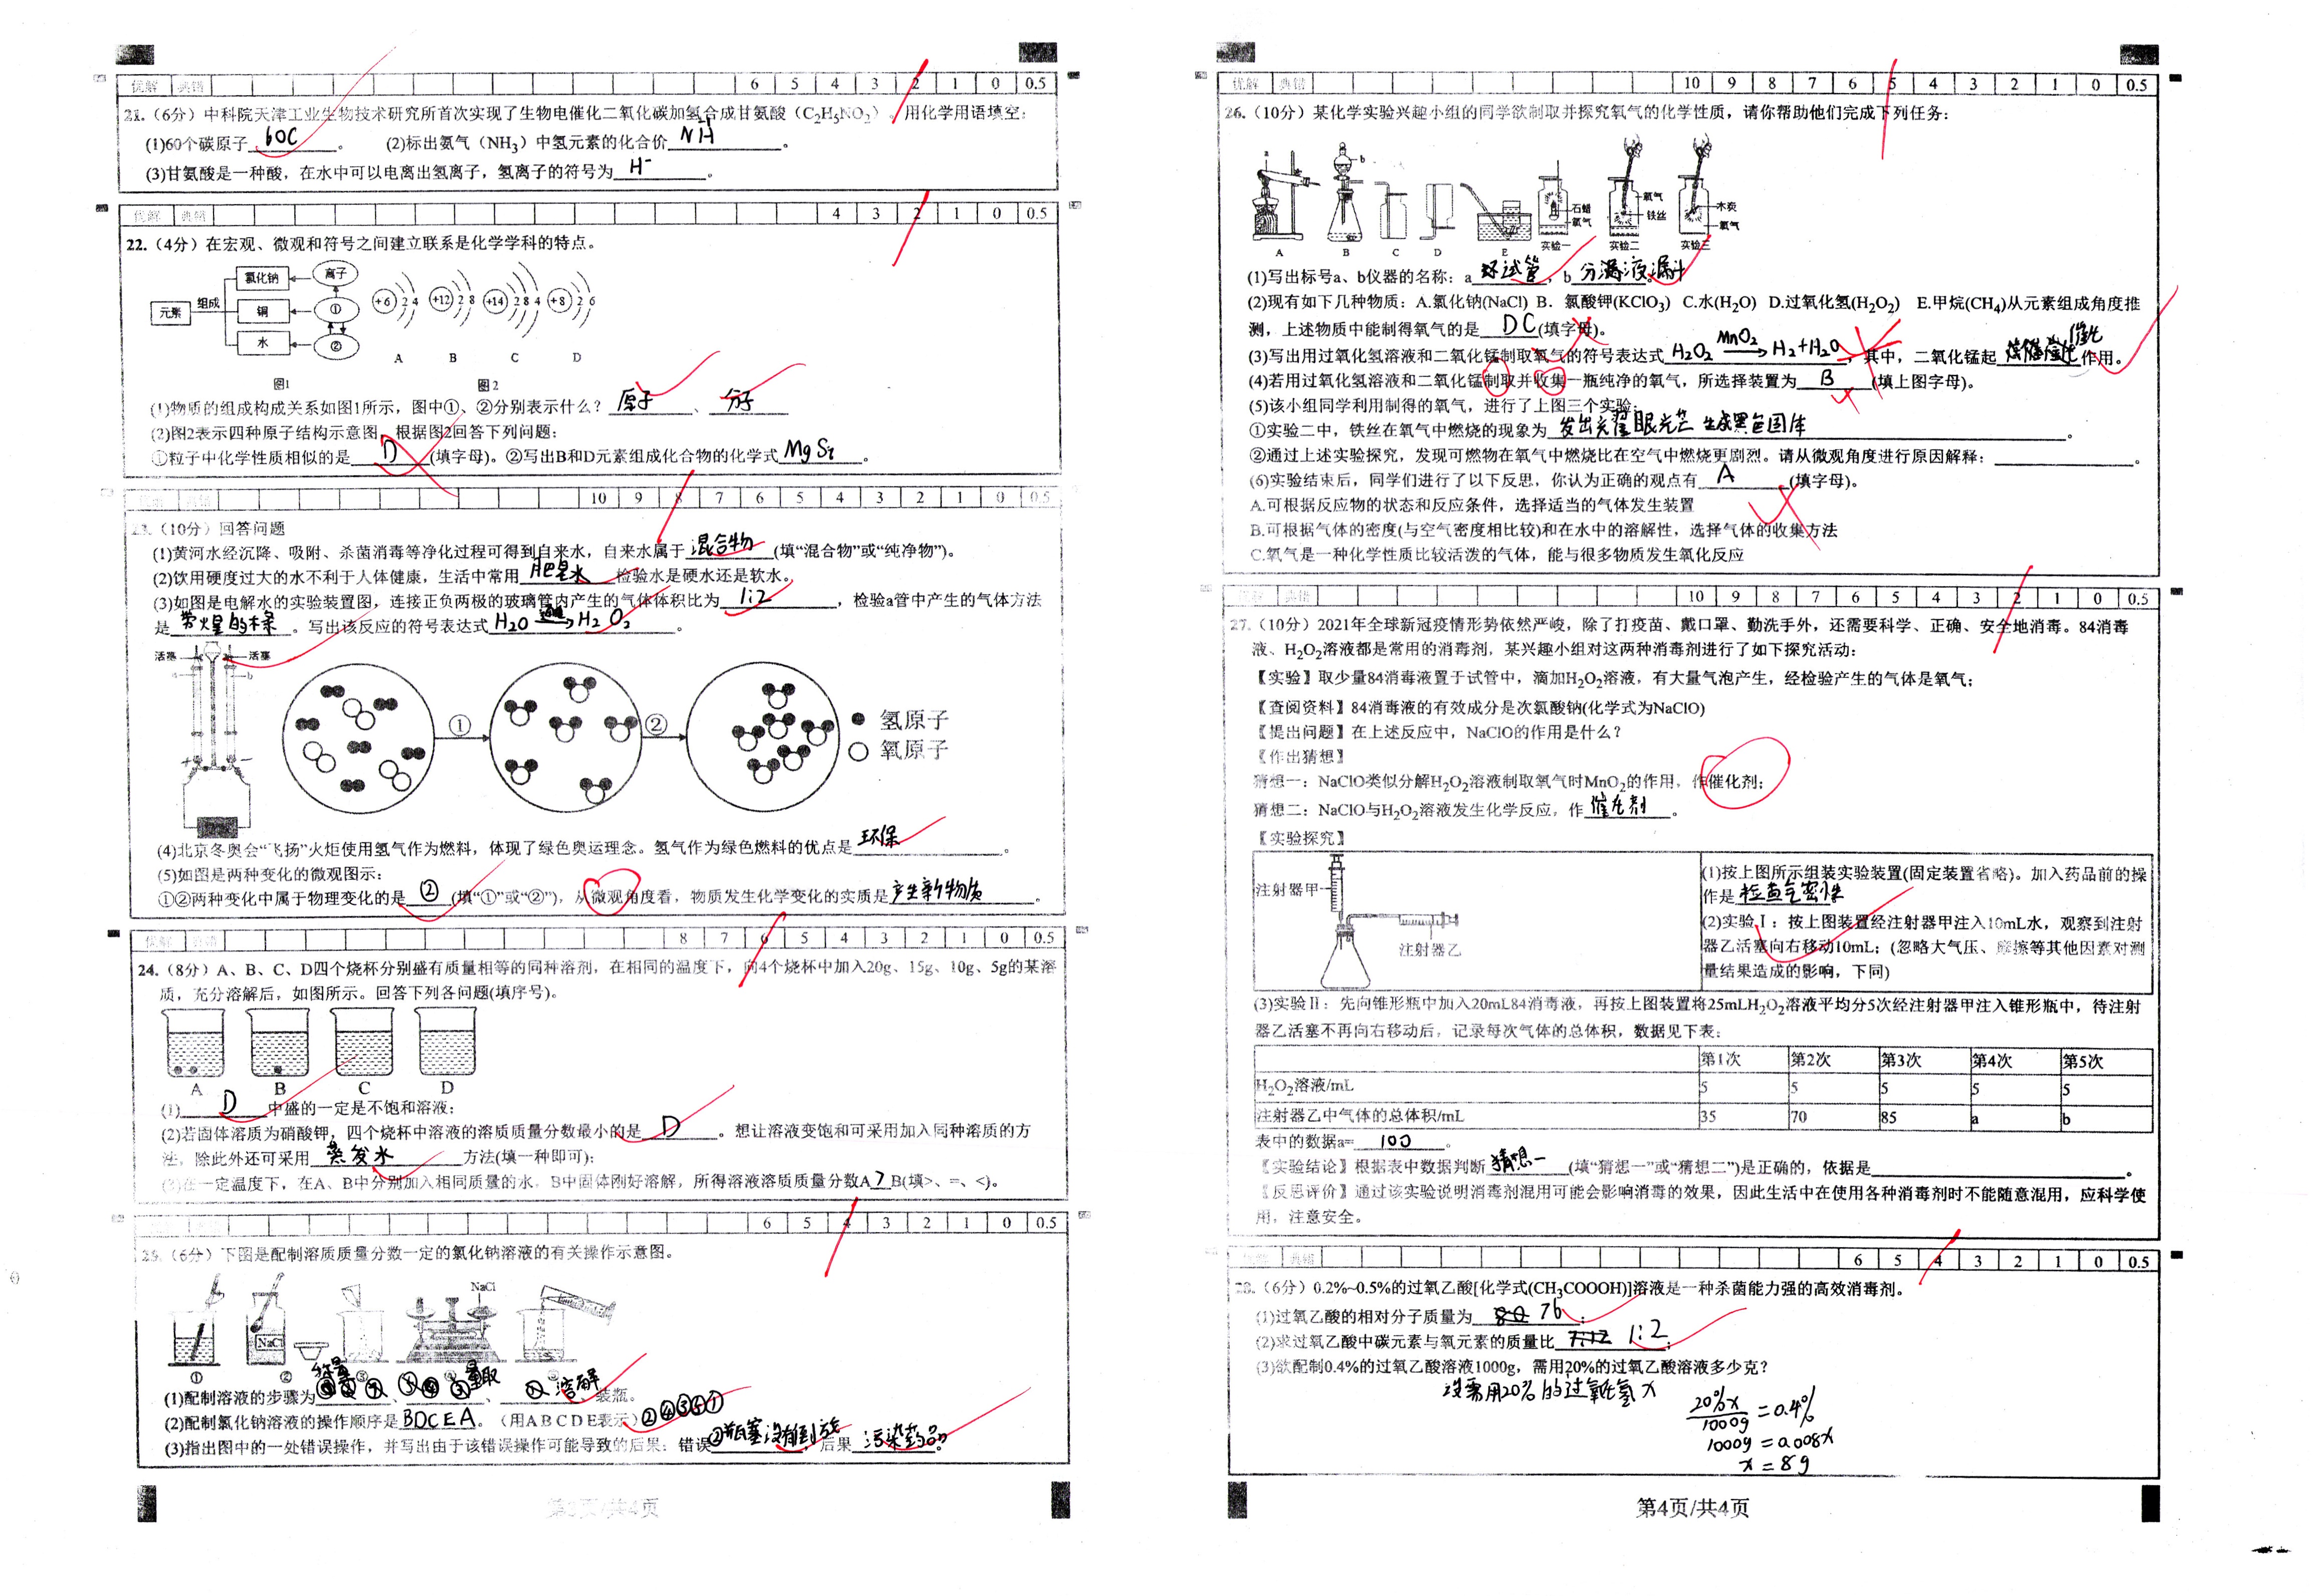 优解 典错 6 5 4 3 2 1 0 0.5
21.（6分）中科院天津工业生物技术研究所首次实现了生物电催化二氧化碳加氢合成甘氨酸（C₂H₅NO₂）。用化学用语填空:
(1)60个碳原子 60C 。 (2)标出氨气（NH₃）中氢元素的化合价 。
(3)甘氨酸是一种酸，在水中可以电离出氢离子，氢离子的符号为 H⁻ 。
优解 典错 4 3 2 1 0 0.5
22.（4分）在宏观、微观和符号之间建立联系是化学学科的特点。
元素 组成 氯化钠 铜 水 离子 ① ②
+6 2 4 +12 2 8 +14 2 8 4 +8 2 6
A B C D
图1 图2
(1)物质的组成构成关系如图1所示，图中①、②分别表示什么？ 原子 、 分子
(2)图2表示四种原子结构示意图，根据图2回答下列问题:
①粒子中化学性质相似的是 D (填字母)。②写出B和D元素组成化合物的化学式 MgSi 。
10 9 8 7 6 5 4 3 2 1 0 0.5
23.（10分）回答问题
(1)黄河水经沉降、吸附、杀菌消毒等净化过程可得到自来水，自来水属于 混合物 (填“混合物”或“纯净物”)。
(2)饮用硬度过大的水不利于人体健康，生活中常用 肥皂水 检验水是硬水还是软水。
(3)如图是电解水的实验装置图，连接正负两极的玻璃管内产生的气体体积比为 1:2 ，检验a管中产生的气体方法
是 带火星的木条 。写出该反应的符号表达式 H₂O 通电→ H₂ O₂ 。
活塞 活塞
a b
① ②
氢原子
氧原子
(4)北京冬奥会“飞扬”火炬使用氢气作为燃料，体现了绿色奥运理念。氢气作为绿色燃料的优点是 环保 。
(5)如图是两种变化的微观图示:
①②两种变化中属于物理变化的是 ② (填“①”或“②”)，从微观角度看，物质发生化学变化的实质是 产生新物质 。
优解 典错 8 7 6 5 4 3 2 1 0 0.5
24.（8分）A、B、C、D四个烧杯分别盛有质量相等的同种溶剂，在相同的温度下，向4个烧杯中加入20g、15g、10g、5g的某溶
质，充分溶解后，如图所示。回答下列各问题(填序号)。
A B C D
(1) D 中盛的一定是不饱和溶液;
(2)若固体溶质为硝酸钾，四个烧杯中溶液的溶质质量分数最小的是 D 。想让溶液变饱和可采用加入同种溶质的方
法，除此外还可采用 蒸发水 方法(填一种即可);
(3)在一定温度下，在A、B中分别加入相同质量的水，B中固体刚好溶解，所得溶液溶质质量分数A > B(填>、=、<)。
优解 典错 6 5 4 3 2 1 0 0.5
25.（6分）下图是配制溶质质量分数一定的氯化钠溶液的有关操作示意图。
NaCl
NaCl
① ② ③ ④ ⑤
(1)配制溶液的步骤为 称量 、 量取 、 溶解 、装瓶。
(2)配制氯化钠溶液的操作顺序是 BDCEA 。（用ABCDE表示）②④③⑤①
(3)指出图中的一处错误操作，并写出由于该错误操作可能导致的后果: 错误 ②瓶塞没有倒放 ，后果 污染药品 。
第3页/共4页
优解 典错 10 9 8 7 6 5 4 3 2 1 0 0.5
26.（10分）某化学实验兴趣小组的同学欲制取并探究氧气的化学性质，请你帮助他们完成下列任务:
a b
石蜡 氧气 氧气 铁丝 木炭 氧气
A B C D E 实验一 实验二 实验三
(1)写出标号a、b仪器的名称: a 试管 ，b 分液漏斗
(2)现有如下几种物质: A.氯化钠(NaCl) B. 氯酸钾(KClO₃) C.水(H₂O) D.过氧化氢(H₂O₂) E.甲烷(CH₄)从元素组成角度推
测，上述物质中能制得氧气的是 DC (填字母)。
(3)写出用过氧化氢溶液和二氧化锰制取氧气的符号表达式 H₂O₂ MnO₂→ H₂+H₂O ，其中，二氧化锰起 催化 作用。
(4)若用过氧化氢溶液和二氧化锰制取并收集一瓶纯净的氧气，所选择装置为 B (填上图字母)。
(5)该小组同学利用制得的氧气，进行了上图三个实验:
①实验二中，铁丝在氧气中燃烧的现象为 发出光耀眼光芒 生成黑色固体 。
②通过上述实验探究，发现可燃物在氧气中燃烧比在空气中燃烧更剧烈。请从微观角度进行原因解释: 。
(6)实验结束后，同学们进行了以下反思，你认为正确的观点有 A (填字母)。
A.可根据反应物的状态和反应条件，选择适当的气体发生装置
B.可根据气体的密度(与空气密度相比较)和在水中的溶解性，选择气体的收集方法
C.氧气是一种化学性质比较活泼的气体，能与很多物质发生氧化反应
优解 典错 10 9 8 7 6 5 4 3 2 1 0 0.5
27.（10分）2021年全球新冠疫情形势依然严峻，除了打疫苗、戴口罩、勤洗手外，还需要科学、正确、安全地消毒。84消毒
液、H₂O₂溶液都是常用的消毒剂，某兴趣小组对这两种消毒剂进行了如下探究活动:
【实验】取少量84消毒液置于试管中，滴加H₂O₂溶液，有大量气泡产生，经检验产生的气体是氧气;
【查阅资料】84消毒液的有效成分是次氯酸钠(化学式为NaClO)
【提出问题】在上述反应中，NaClO的作用是什么？
【作出猜想】
猜想一: NaClO类似分解H₂O₂溶液制取氧气时MnO₂的作用，作催化剂;
猜想二: NaClO与H₂O₂溶液发生化学反应，作 催化剂 。
【实验探究】
注射器甲
注射器乙
(1)按上图所示组装实验装置(固定装置省略)。加入药品前的操
作是 检查气密性
(2)实验Ⅰ: 按上图装置经注射器甲注入10mL水，观察到注射
器乙活塞向右移动10mL; (忽略大气压、摩擦等其他因素对测
量结果造成的影响，下同)
(3)实验Ⅱ: 先向锥形瓶中加入20mL84消毒液，再按上图装置将25mLH₂O₂溶液平均分5次经注射器甲注入锥形瓶中，待注射
器乙活塞不再向右移动后，记录每次气体的总体积，数据见下表:
第1次 第2次 第3次 第4次 第5次
H₂O₂溶液/mL 5 5 5 5 5
注射器乙中气体的总体积/mL 35 70 85 a b
表中的数据a= 100 。
【实验结论】根据表中数据判断 猜想一 (填“猜想一”或“猜想二”)是正确的，依据是 。
【反思评价】通过该实验说明消毒剂混用可能会影响消毒的效果，因此生活中在使用各种消毒剂时不能随意混用，应科学使
用，注意安全。
优解 典错 6 5 4 3 2 1 0 0.5
28.（6分）0.2%~0.5%的过氧乙酸[化学式(CH₃COOOH)]溶液是一种杀菌能力强的高效消毒剂。
(1)过氧乙酸的相对分子质量为 80 76 ;
(2)求过氧乙酸中碳元素与氧元素的质量比 7:12 1:2 ;
(3)欲配制0.4%的过氧乙酸溶液1000g，需用20%的过氧乙酸溶液多少克？
设需用20%的过氧化氢x
20%x/1000g =0.4%
1000g =0.008x
x =8g
第4页/共4页